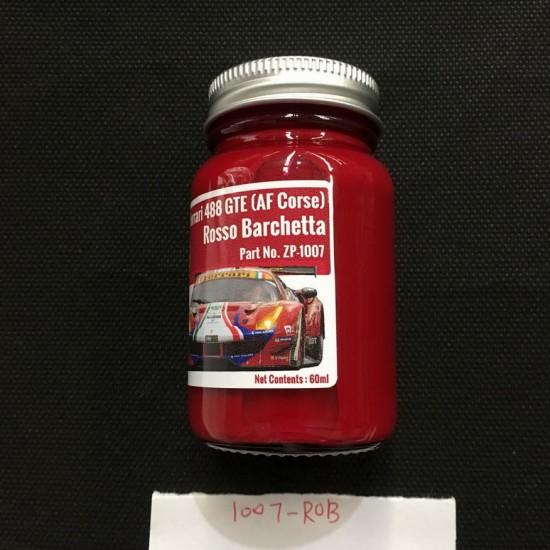 rrari 488 GTE (AF Corse)
Rosso Barchetta
Part No. ZP-1007
Net Contents : 60ml
1007-ROB